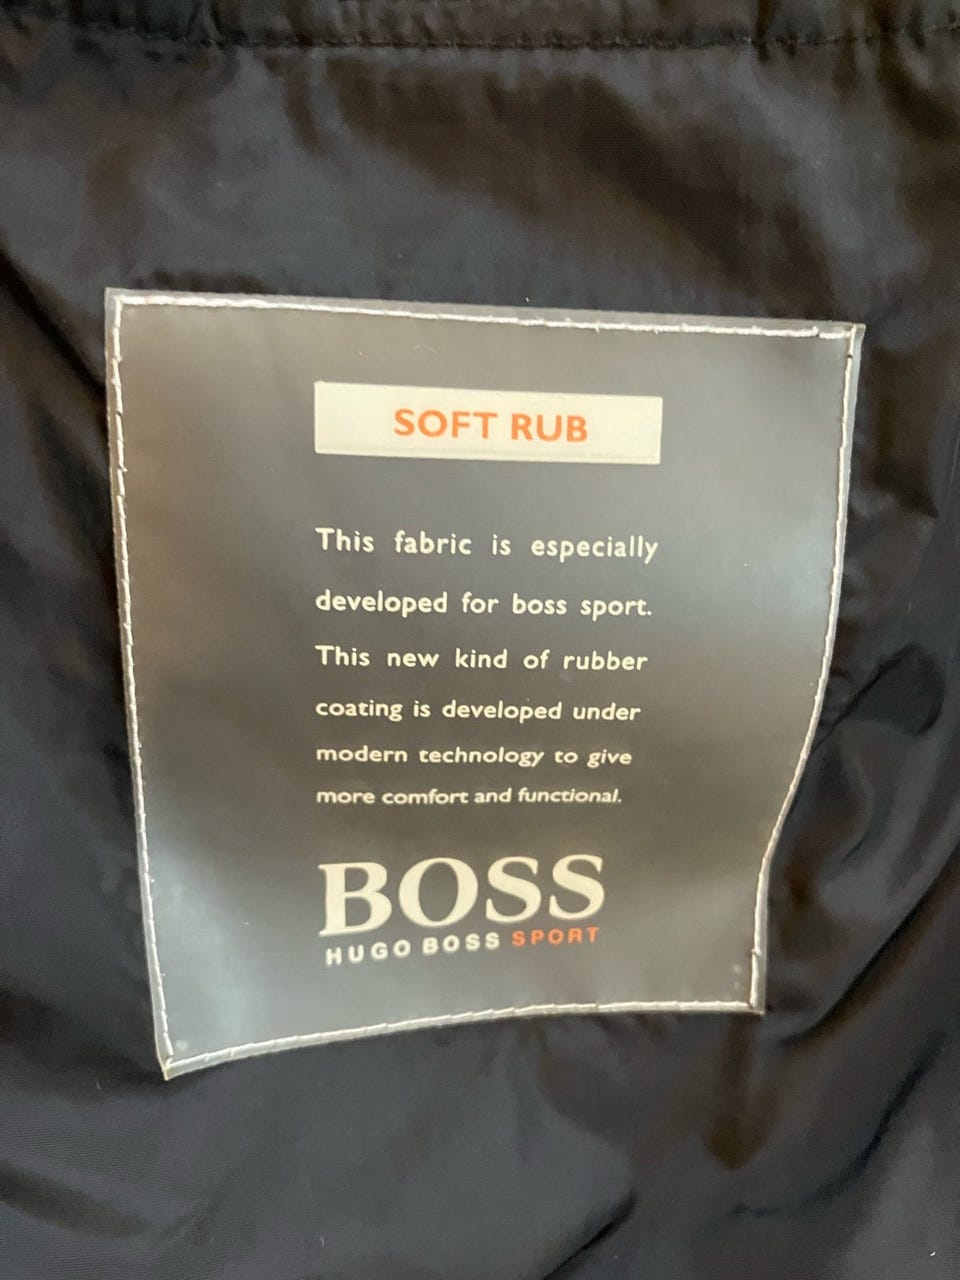 SOFT RUB
This fabric is especially
developed for boss sport.
This new kind of rubber
coating is developed under
modern technology to give
more comfort and functional.
BOSS
HUGO BOSS SPORT